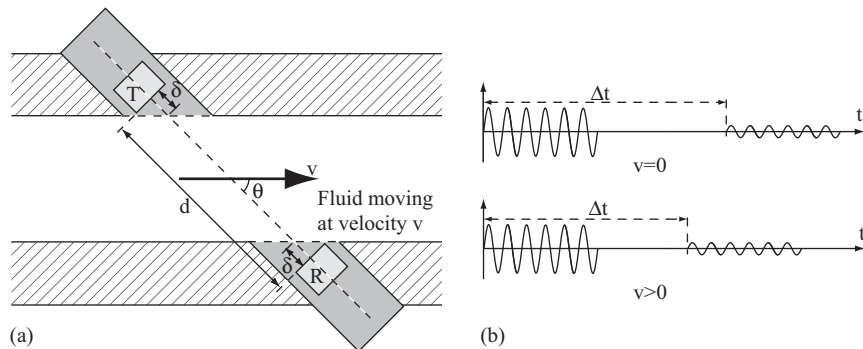 T
δ
v
θ
d
Fluid moving
at velocity v
δ
R
(a)
Δt
t
v=0
Δt
t
v>0
(b)